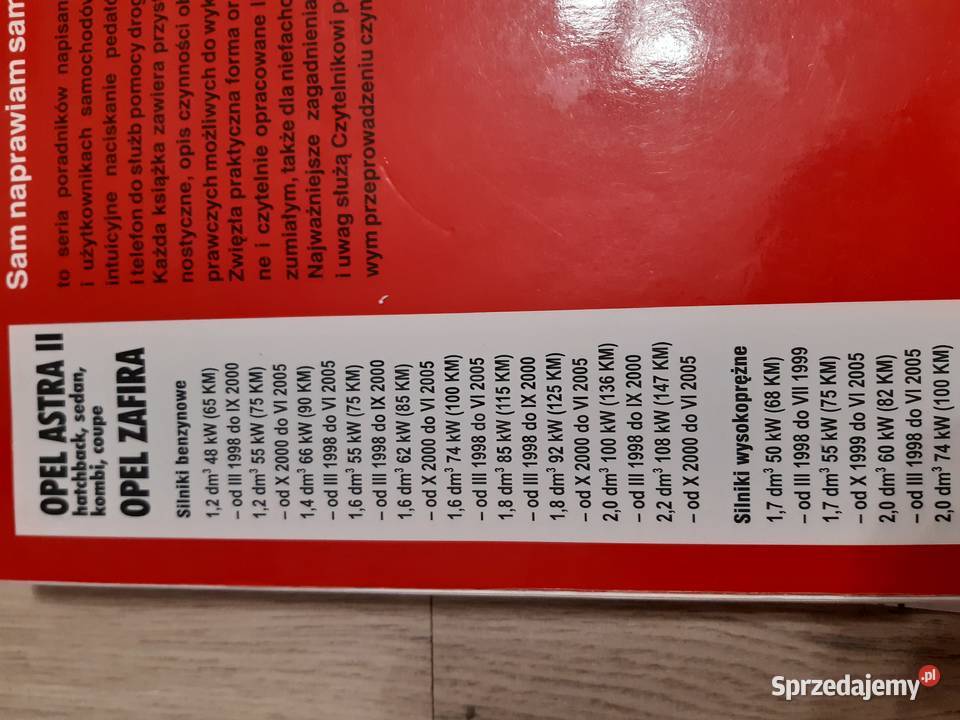 Sam naprawiam sam
to seria poradników napisan
i użytkownikach samochodów
intuicyjne naciskanie pedałó
i telefon do służb pomocy drog
Każda książka zawiera przyst
nostyczne, opis czynności ob
prawczych możliwych do wyk
Zwięzła praktyczna forma or
ne i czytelnie opracowane I
zumiałym, także dla niefacho
Najważniejsze zagadnienia
i uwag służą Czytelnikowi p
wym przeprowadzeniu czyn
OPEL ASTRA II
hatchback, sedan,
kombi, coupe
OPEL ZAFIRA
Silniki benzynowe
1,2 dm³ 48 kW (65 KM)
– od III 1998 do IX 2000
1,2 dm³ 55 kW (75 KM)
– od X 2000 do VI 2005
1,4 dm³ 66 kW (90 KM)
– od III 1998 do VI 2005
1,6 dm³ 55 kW (75 KM)
– od III 1998 do IX 2000
1,6 dm³ 62 kW (85 KM)
– od X 2000 do VI 2005
1,6 dm³ 74 kW (100 KM)
– od III 1998 do VI 2005
1,8 dm³ 85 kW (115 KM)
– od III 1998 do IX 2000
1,8 dm³ 92 kW (125 KM)
– od X 2000 do VI 2005
2,0 dm³ 100 kW (136 KM)
– od III 1998 do IX 2000
2,2 dm³ 108 kW (147 KM)
– od X 2000 do VI 2005
Silniki wysokoprężne
1,7 dm³ 50 kW (68 KM)
– od III 1998 do VII 1999
1,7 dm³ 55 kW (75 KM)
– od X 1999 do VI 2005
2,0 dm³ 60 kW (82 KM)
– od III 1998 do VI 2005
2,0 dm³ 74 kW (100 KM)
Sprzedajemy.pl